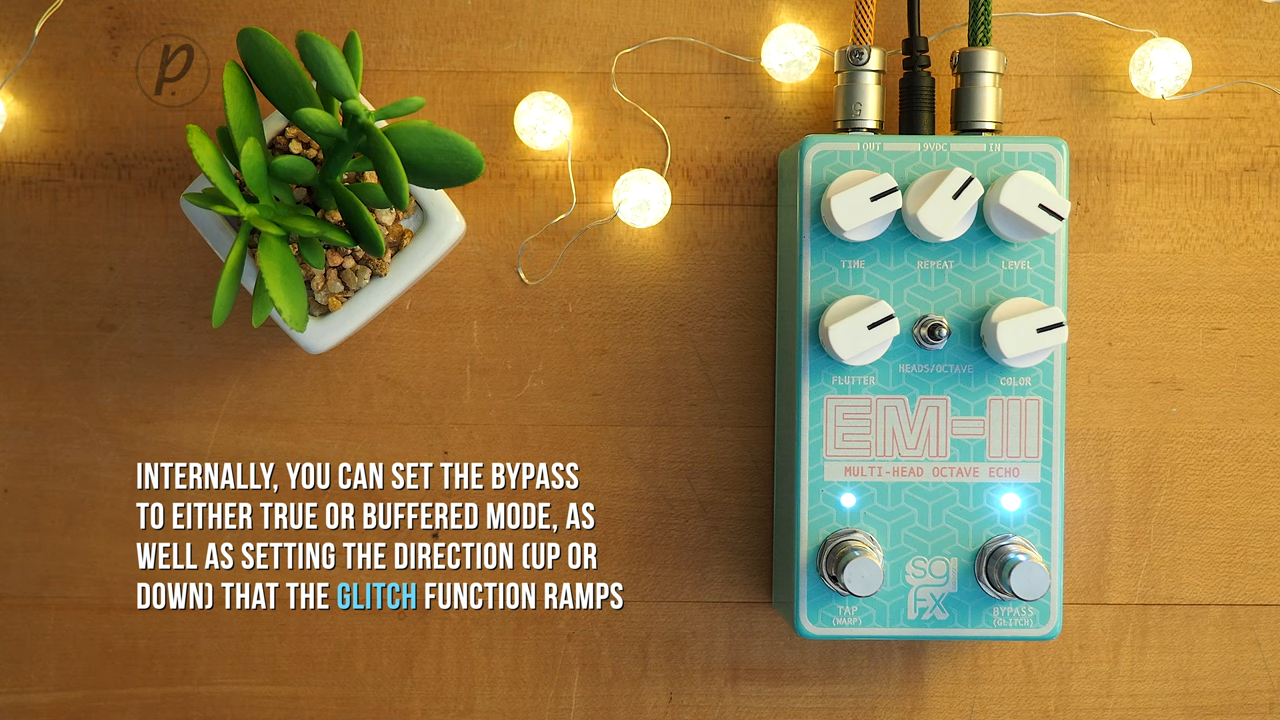 p.
OUT 9VDC IN
TIME REPEAT LEVEL
FLUTTER HEADS/OCTAVE COLOR
EM-III
MULTI-HEAD OCTAVE ECHO
INTERNALLY, YOU CAN SET THE BYPASS
TO EITHER TRUE OR BUFFERED MODE, AS
WELL AS SETTING THE DIRECTION (UP OR
DOWN) THAT THE GLITCH FUNCTION RAMPS
sg
FX
TAP BYPASS
(WARP) (GLITCH)
5